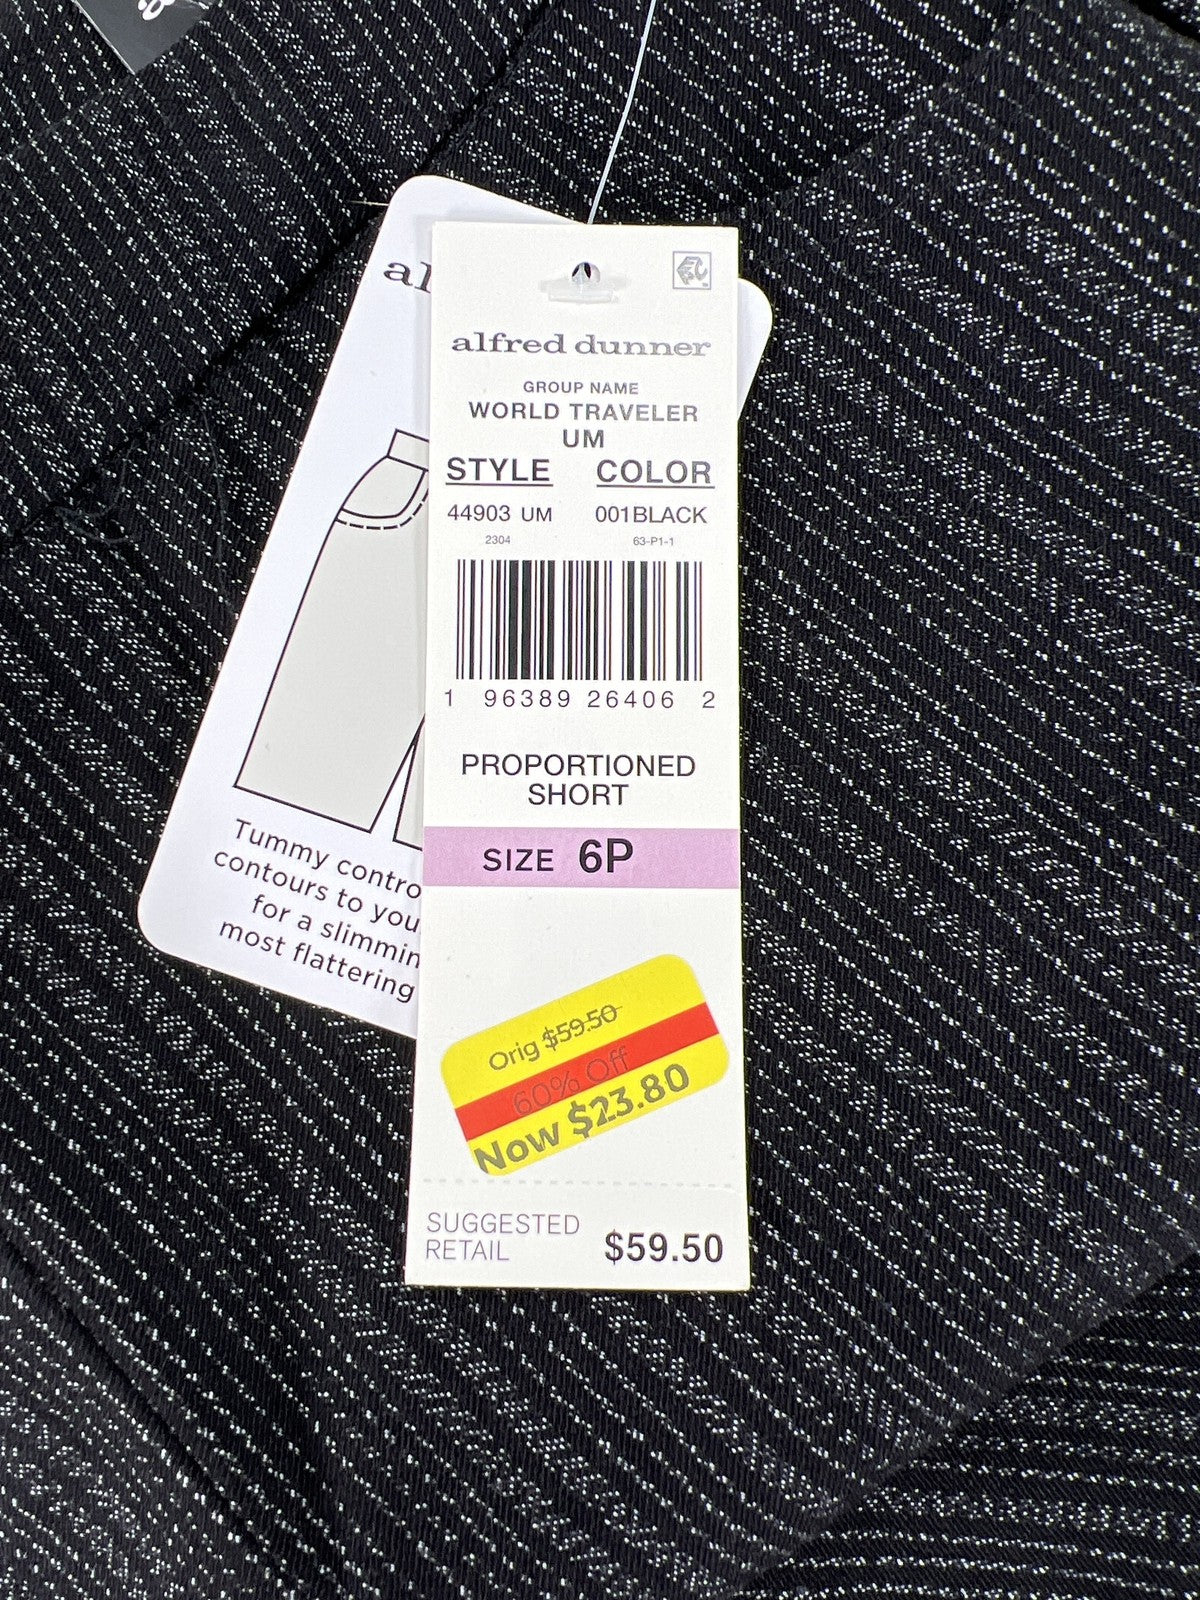 alfred dunner
GROUP NAME
WORLD TRAVELER
UM
STYLE COLOR
44903 UM 001BLACK
2304 63-P1-1
1 96389 26406 2
PROPORTIONED
SHORT
SIZE 6P
Orig $59.50
60% Off
Now $23.80
SUGGESTED
RETAIL $59.50
al
Tummy contro
contours to you
for a slimmin
most flattering